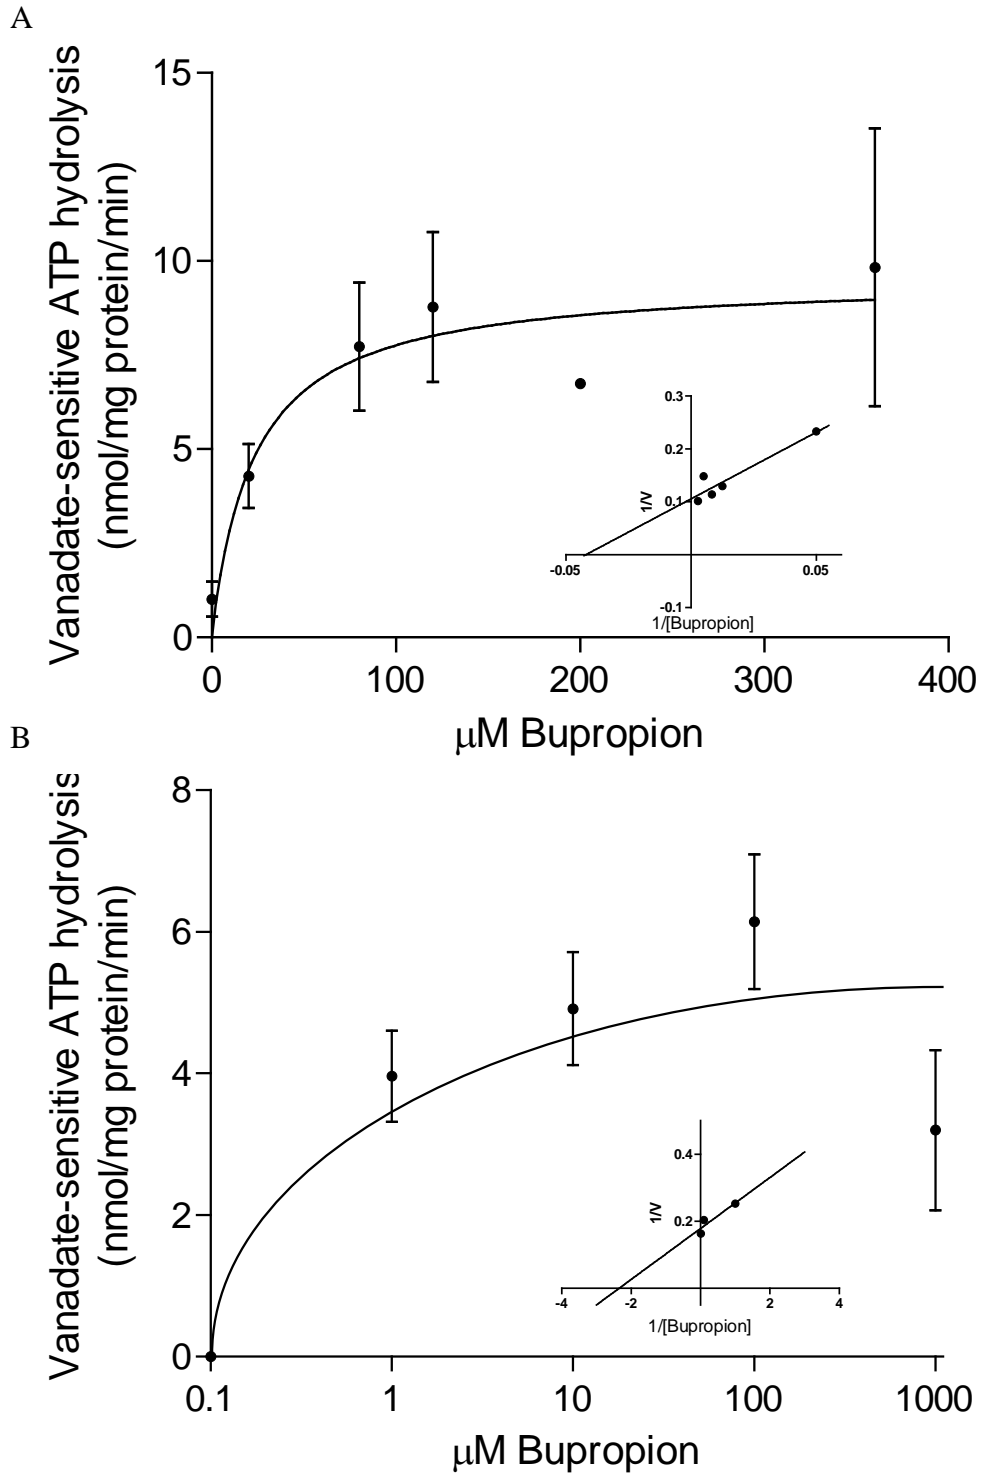 A
Vanadate-sensitive ATP hydrolysis
(nmol/mg protein/min)
15
10
5
0
0 100 200 300 400
μM Bupropion
1/V
0.3
0.2
0.1
-0.1
-0.05 0.05
1/[Bupropion]
B
Vanadate-sensitive ATP hydrolysis
(nmol/mg protein/min)
8
6
4
2
0
0.1 1 10 100 1000
μM Bupropion
1/V
0.4
0.2
-4 -2 2 4
1/[Bupropion]